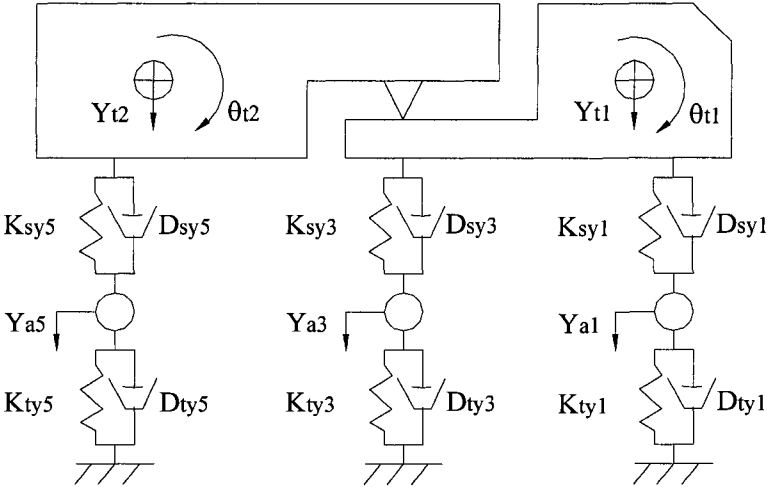 Yt2 θt2 Yt1 θt1
Ksy5 Dsy5 Ksy3 Dsy3 Ksy1 Dsy1
Ya5 Ya3 Ya1
Kty5 Dty5 Kty3 Dty3 Kty1 Dty1